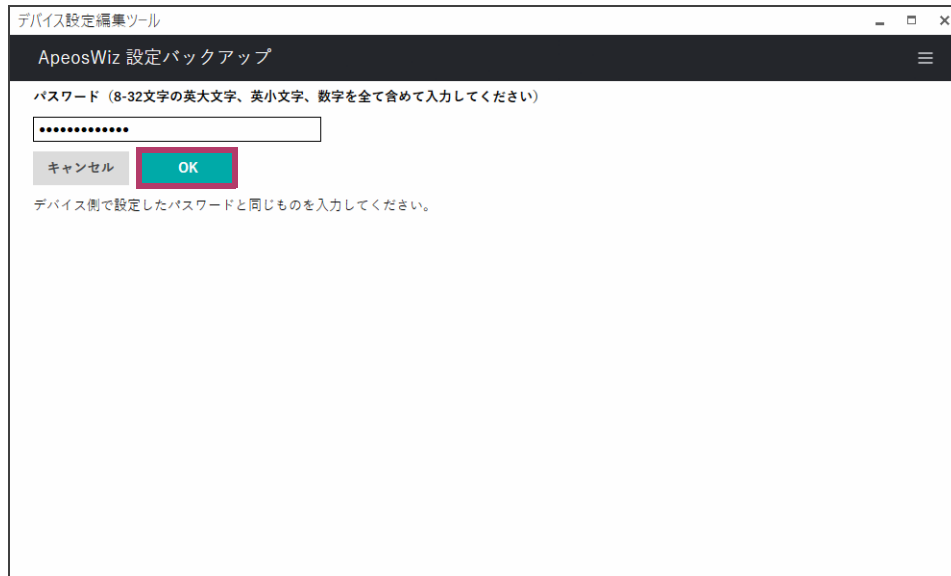 デバイス設定編集ツール
ApeosWiz 設定バックアップ
パスワード（8-32文字の英大文字、英小文字、数字を全て含めて入力してください）
•••••••••••••
キャンセル
OK
デバイス側で設定したパスワードと同じものを入力してください。